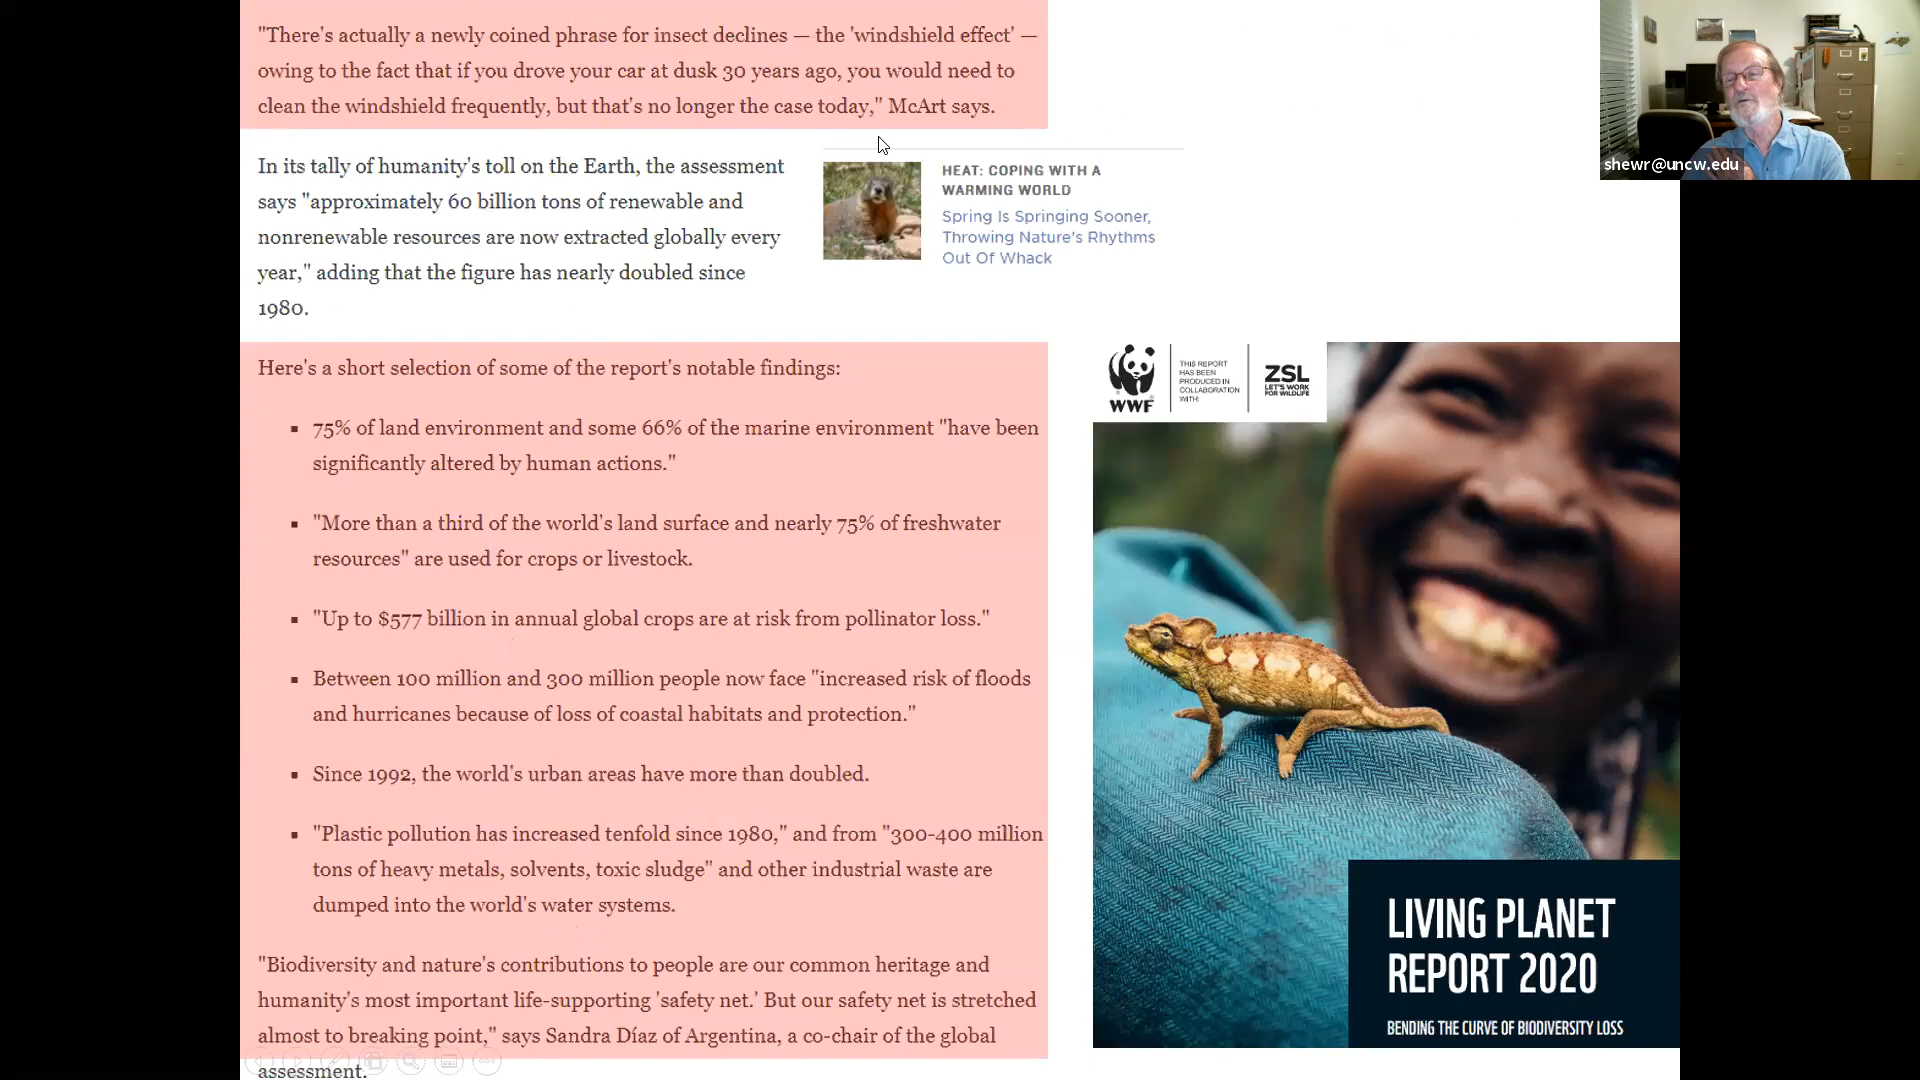 "There's actually a newly coined phrase for insect declines — the 'windshield effect' —
owing to the fact that if you drove your car at dusk 30 years ago, you would need to
clean the windshield frequently, but that's no longer the case today," McArt says.
In its tally of humanity's toll on the Earth, the assessment
says "approximately 60 billion tons of renewable and
nonrenewable resources are now extracted globally every
year," adding that the figure has nearly doubled since
1980.
HEAT: COPING WITH A
WARMING WORLD
Spring Is Springing Sooner,
Throwing Nature's Rhythms
Out Of Whack
shewr@uncw.edu
Here's a short selection of some of the report's notable findings:
▪ 75% of land environment and some 66% of the marine environment "have been
significantly altered by human actions."
▪ "More than a third of the world's land surface and nearly 75% of freshwater
resources" are used for crops or livestock.
▪ "Up to $577 billion in annual global crops are at risk from pollinator loss."
▪ Between 100 million and 300 million people now face "increased risk of floods
and hurricanes because of loss of coastal habitats and protection."
▪ Since 1992, the world's urban areas have more than doubled.
▪ "Plastic pollution has increased tenfold since 1980," and from "300-400 million
tons of heavy metals, solvents, toxic sludge" and other industrial waste are
dumped into the world's water systems.
"Biodiversity and nature's contributions to people are our common heritage and
humanity's most important life-supporting 'safety net.' But our safety net is stretched
almost to breaking point," says Sandra Díaz of Argentina, a co-chair of the global
assessment.
WWF
THIS REPORT
HAS BEEN
PRODUCED IN
COLLABORATION
WITH:
ZSL
LET'S WORK
FOR WILDLIFE
LIVING PLANET
REPORT 2020
BENDING THE CURVE OF BIODIVERSITY LOSS